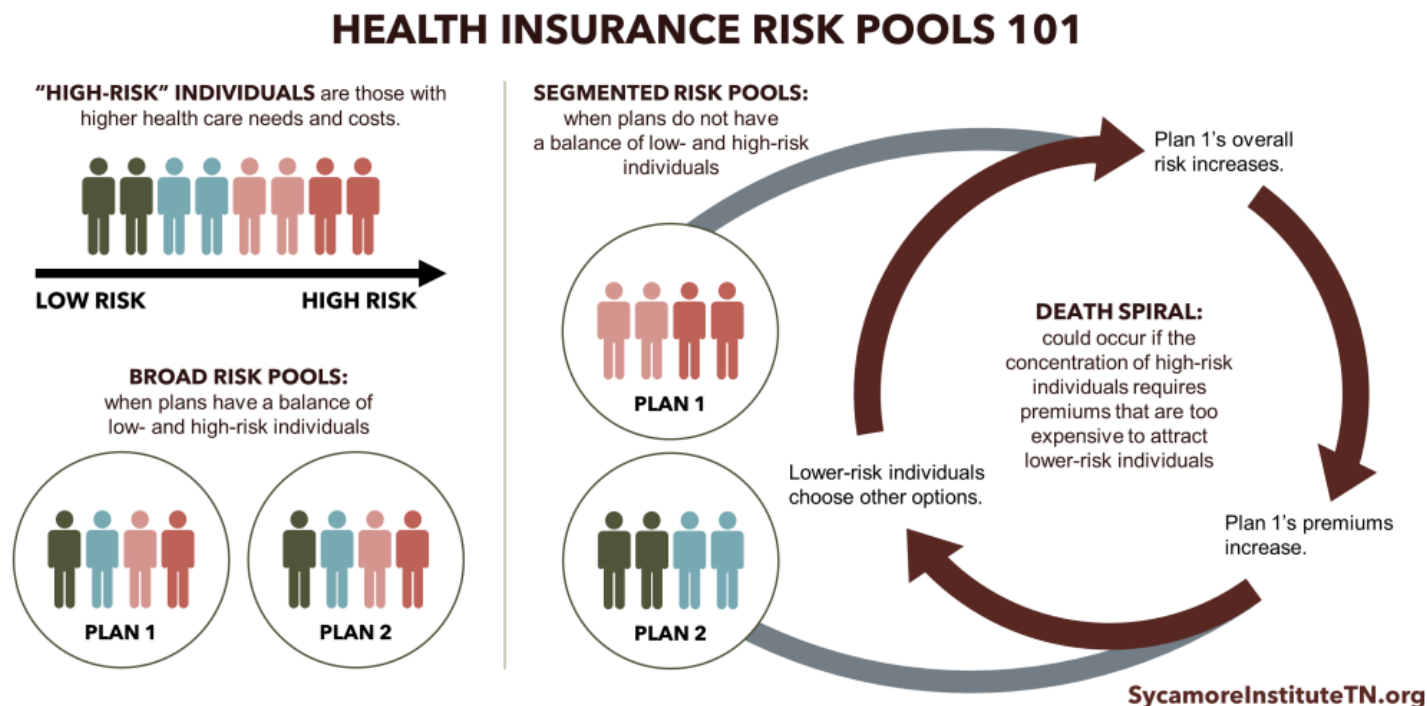 HEALTH INSURANCE RISK POOLS 101
“HIGH-RISK” INDIVIDUALS are those with
higher health care needs and costs.
LOW RISK
HIGH RISK
BROAD RISK POOLS:
when plans have a balance of
low- and high-risk individuals
PLAN 1
PLAN 2
SEGMENTED RISK POOLS:
when plans do not have
a balance of low- and high-risk
individuals
PLAN 1
PLAN 2
Plan 1’s overall
risk increases.
DEATH SPIRAL:
could occur if the
concentration of high-risk
individuals requires
premiums that are too
expensive to attract
lower-risk individuals
Plan 1’s premiums
increase.
Lower-risk individuals
choose other options.
SycamoreInstituteTN.org